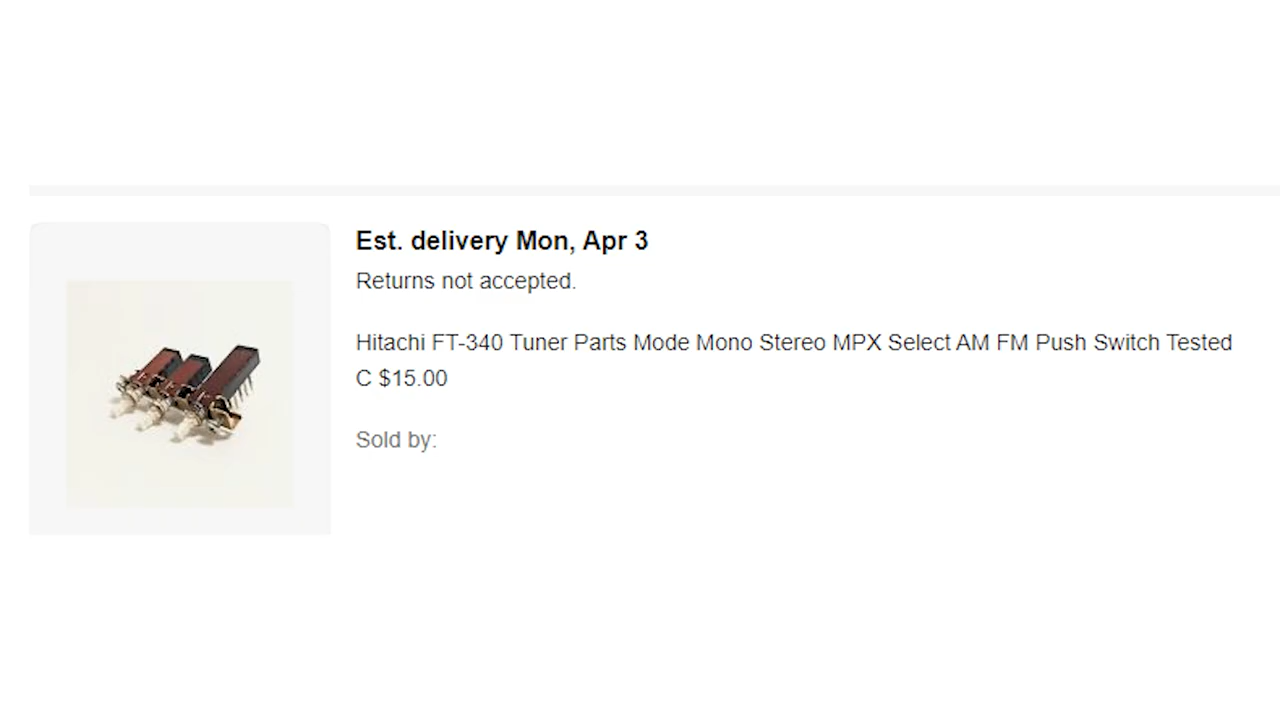 Est. delivery Mon, Apr 3
Returns not accepted.
Hitachi FT-340 Tuner Parts Mode Mono Stereo MPX Select AM FM Push Switch Tested
C $15.00
Sold by: